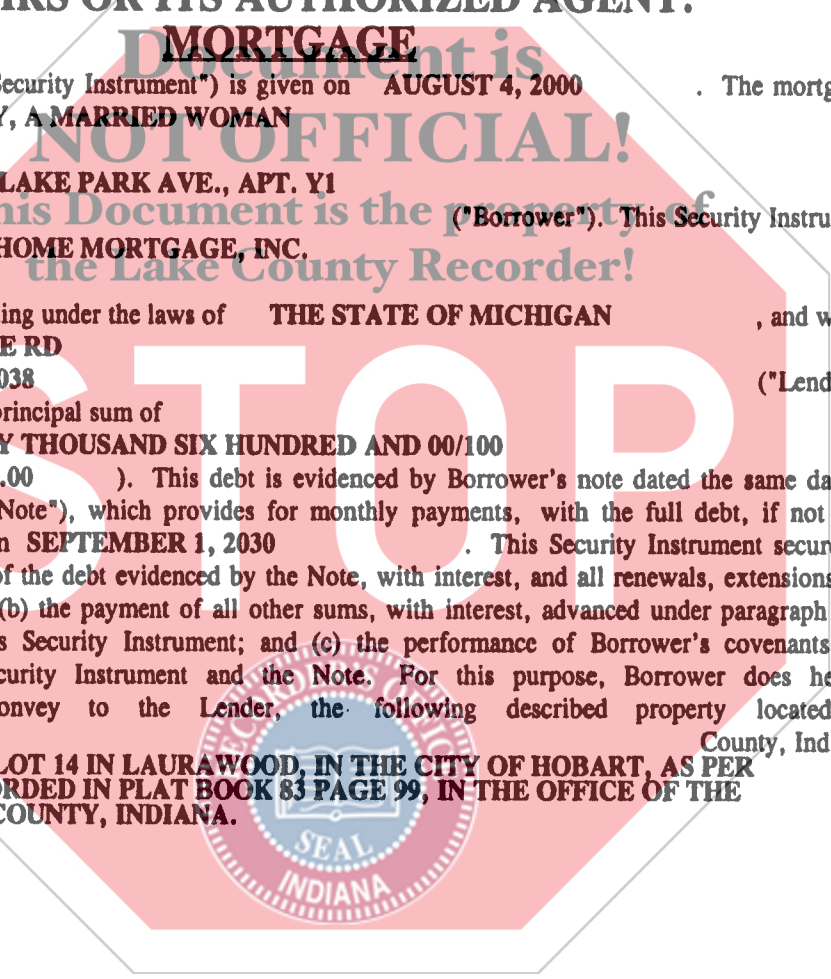 IRS OR ITS AUTHORIZED AGENT.
MORTGAGE
Document is
ecurity Instrument") is given on AUGUST 4, 2000 . The mortg
Y, A MARRIED WOMAN
NOT OFFICIAL!
LAKE PARK AVE., APT. Y1
his Document is the property of
("Borrower"). This Security Instru
HOME MORTGAGE, INC.
the Lake County Recorder!
ing under the laws of THE STATE OF MICHIGAN , and w
E RD
038 ("Lend
principal sum of
Y THOUSAND SIX HUNDRED AND 00/100
.00 ). This debt is evidenced by Borrower's note dated the same da
Note"), which provides for monthly payments, with the full debt, if not
n SEPTEMBER 1, 2030 . This Security Instrument secur
of the debt evidenced by the Note, with interest, and all renewals, extensions
(b) the payment of all other sums, with interest, advanced under paragraph
s Security Instrument; and (c) the performance of Borrower's covenants
curity Instrument and the Note. For this purpose, Borrower does he
onvey to the Lender, the following described property located
County, Ind
LOT 14 IN LAURAWOOD, IN THE CITY OF HOBART, AS PER
RDED IN PLAT BOOK 83 PAGE 99, IN THE OFFICE OF THE
COUNTY, INDIANA.
STOP
RECORDER'S OFFICE
SEAL
INDIANA